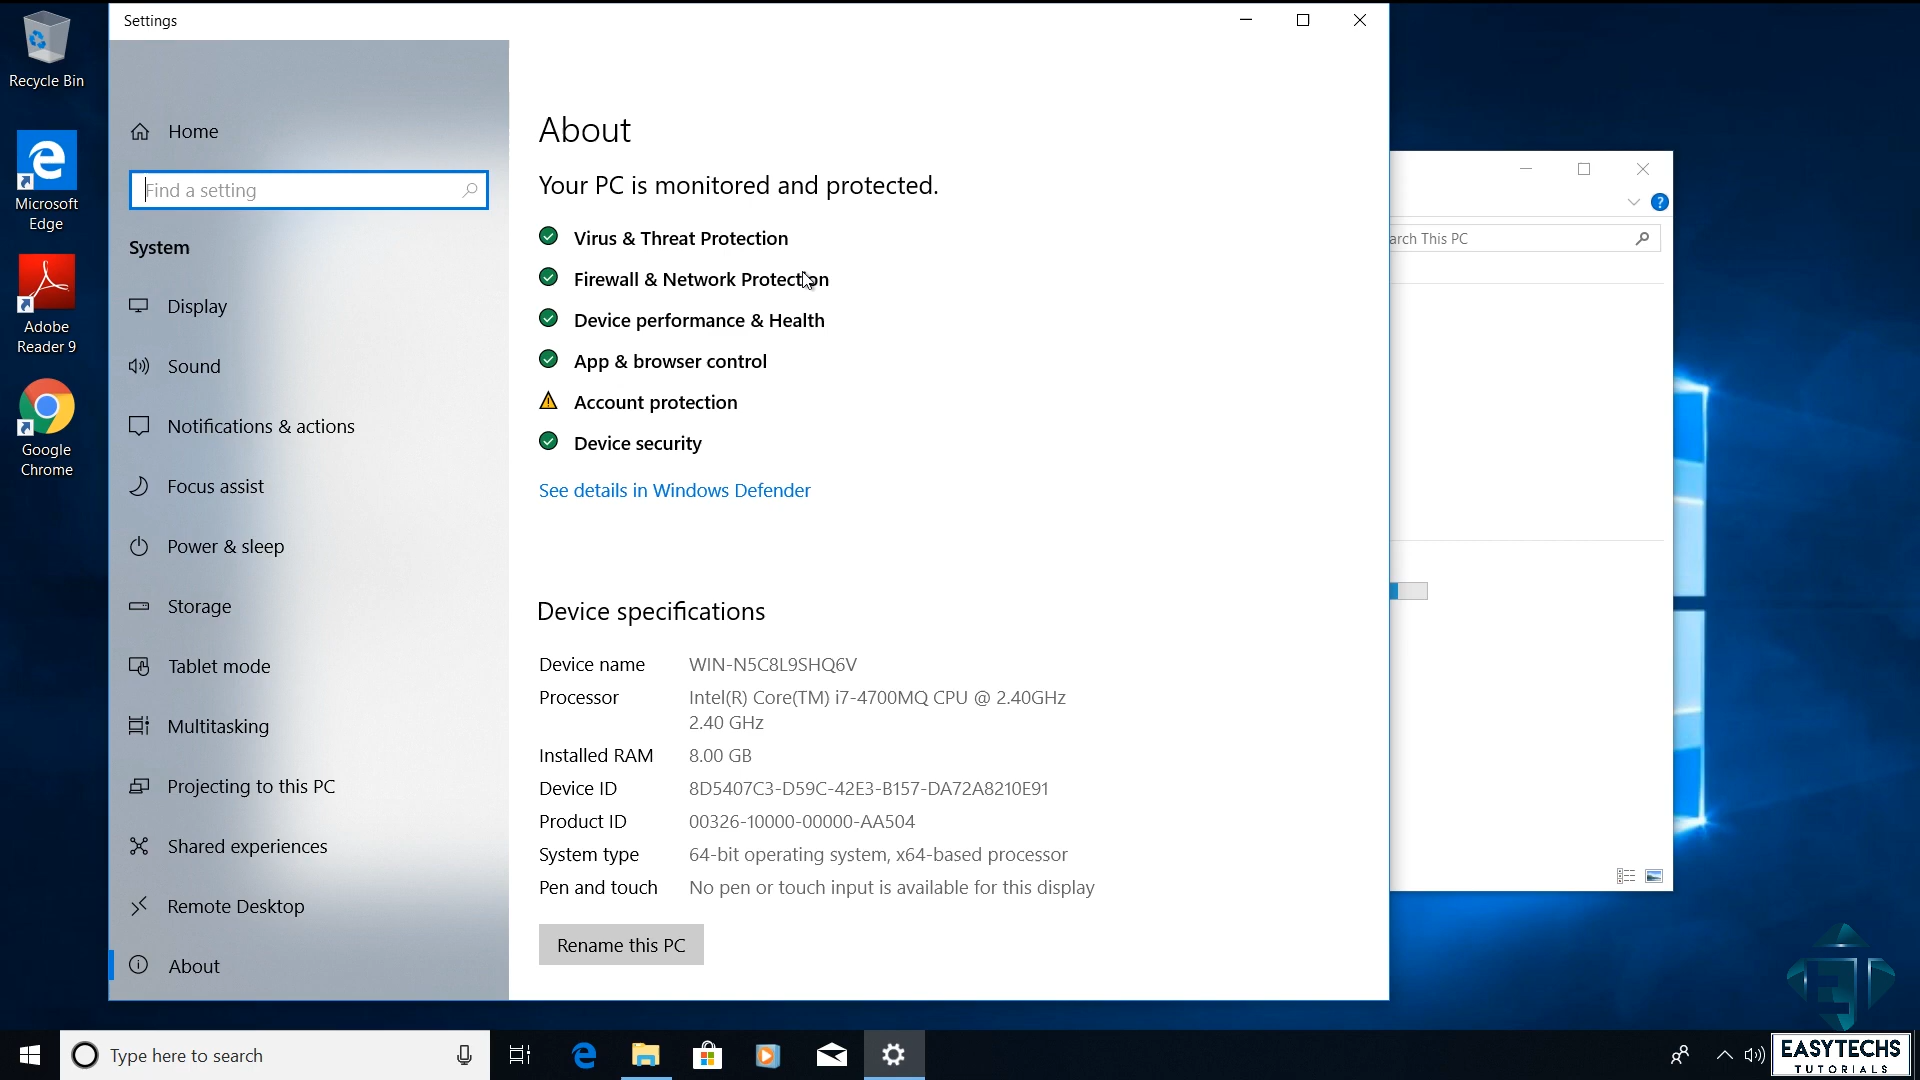 Settings
Recycle Bin
Microsoft
Edge
Adobe
Reader 9
Google
Chrome
Home
Find a setting
System
Display
Sound
Notifications & actions
Focus assist
Power & sleep
Storage
Tablet mode
Multitasking
Projecting to this PC
Shared experiences
Remote Desktop
About
About
Your PC is monitored and protected.
Virus & Threat Protection
Firewall & Network Protection
Device performance & Health
App & browser control
Account protection
Device security
See details in Windows Defender
Device specifications
Device name WIN-N5C8L9SHQ6V
Processor Intel(R) Core(TM) i7-4700MQ CPU @ 2.40GHz
2.40 GHz
Installed RAM 8.00 GB
Device ID 8D5407C3-D59C-42E3-B157-DA72A8210E91
Product ID 00326-10000-00000-AA504
System type 64-bit operating system, x64-based processor
Pen and touch No pen or touch input is available for this display
Rename this PC
arch This PC
Type here to search
EASYTECHS
TUTORIALS